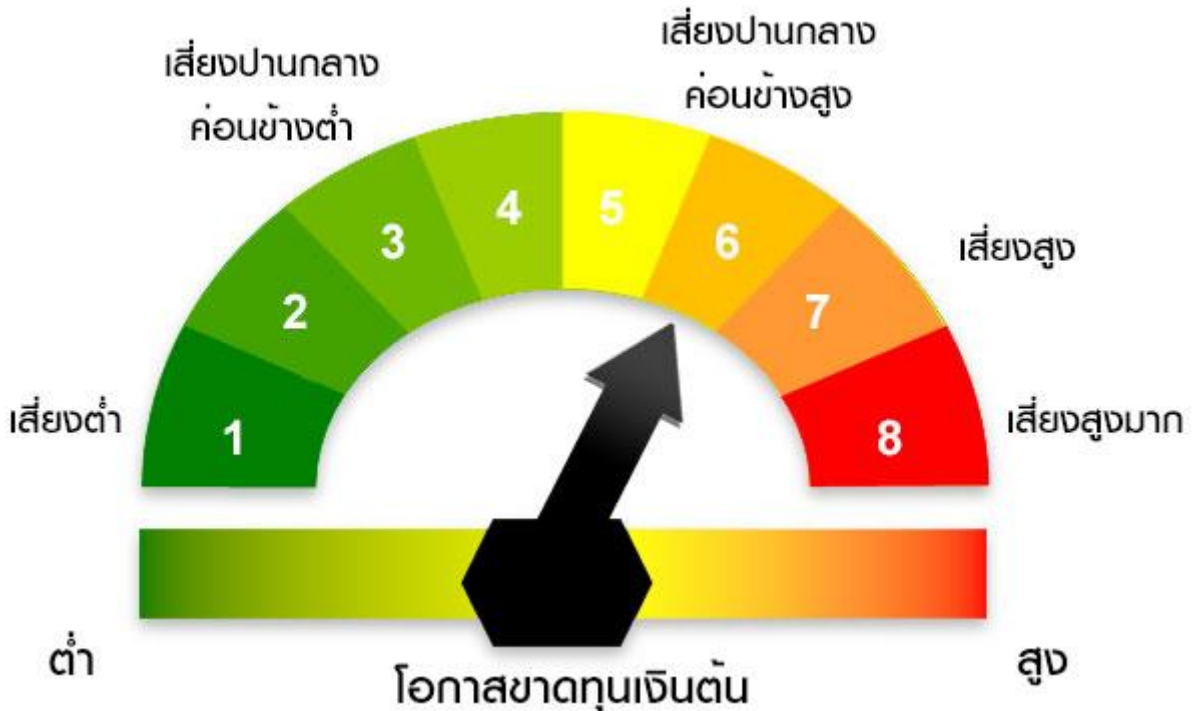 เสี่ยงปานกลาง
ค่อนข้างต่ำ
เสี่ยงปานกลาง
ค่อนข้างสูง
1
2
3
4
5
6
7
8
เสี่ยงต่ำ
เสี่ยงสูง
เสี่ยงสูงมาก
ต่ำ
สูง
โอกาสขาดทุนเงินต้น